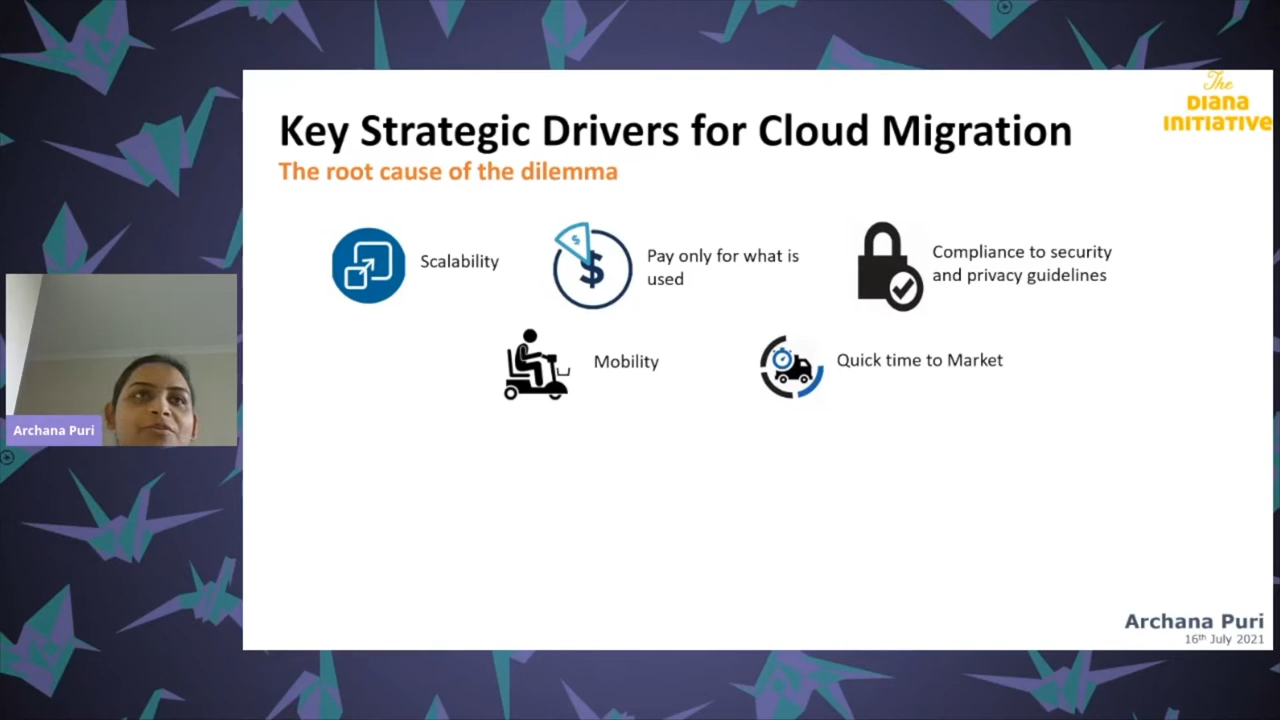 The
DIANA
INITIATIVE
Key Strategic Drivers for Cloud Migration
The root cause of the dilemma
Scalability
$
$
Pay only for what is
used
Compliance to security
and privacy guidelines
Mobility
Quick time to Market
Archana Puri
Archana Puri
16th July 2021